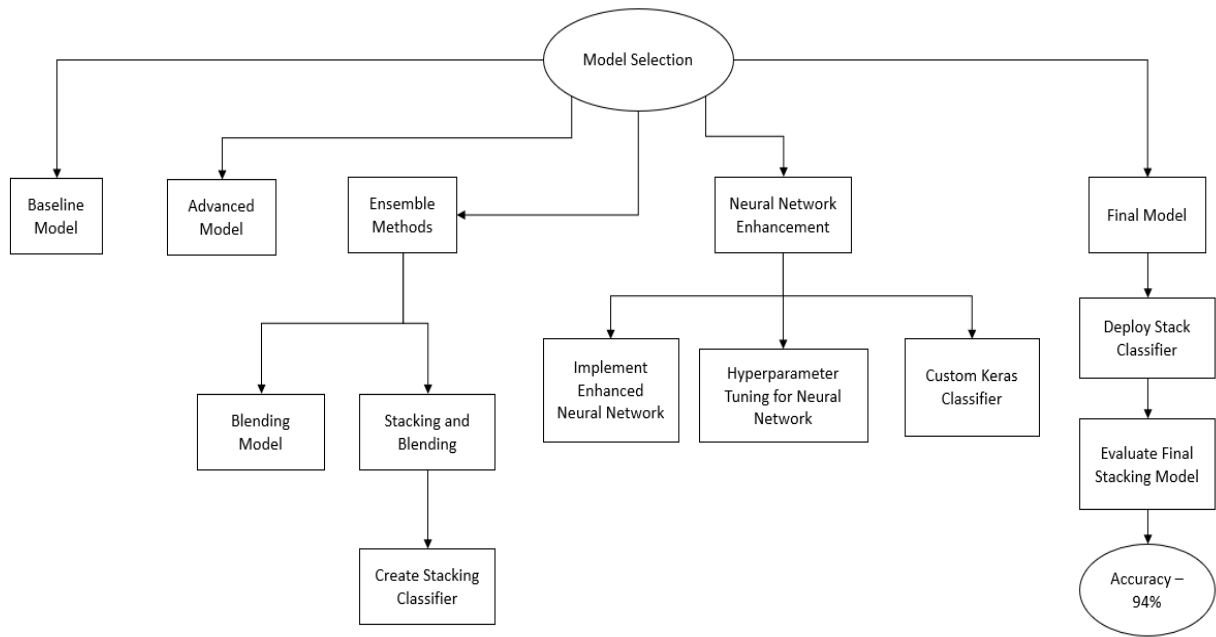 Model Selection
Baseline
Model
Advanced
Model
Ensemble
Methods
Neural Network
Enhancement
Final Model
Blending
Model
Stacking and
Blending
Create Stacking
Classifier
Implement
Enhanced
Neural Network
Hyperparameter
Tuning for Neural
Network
Custom Keras
Classifier
Deploy Stack
Classifier
Evaluate Final
Stacking Model
Accuracy –
94%